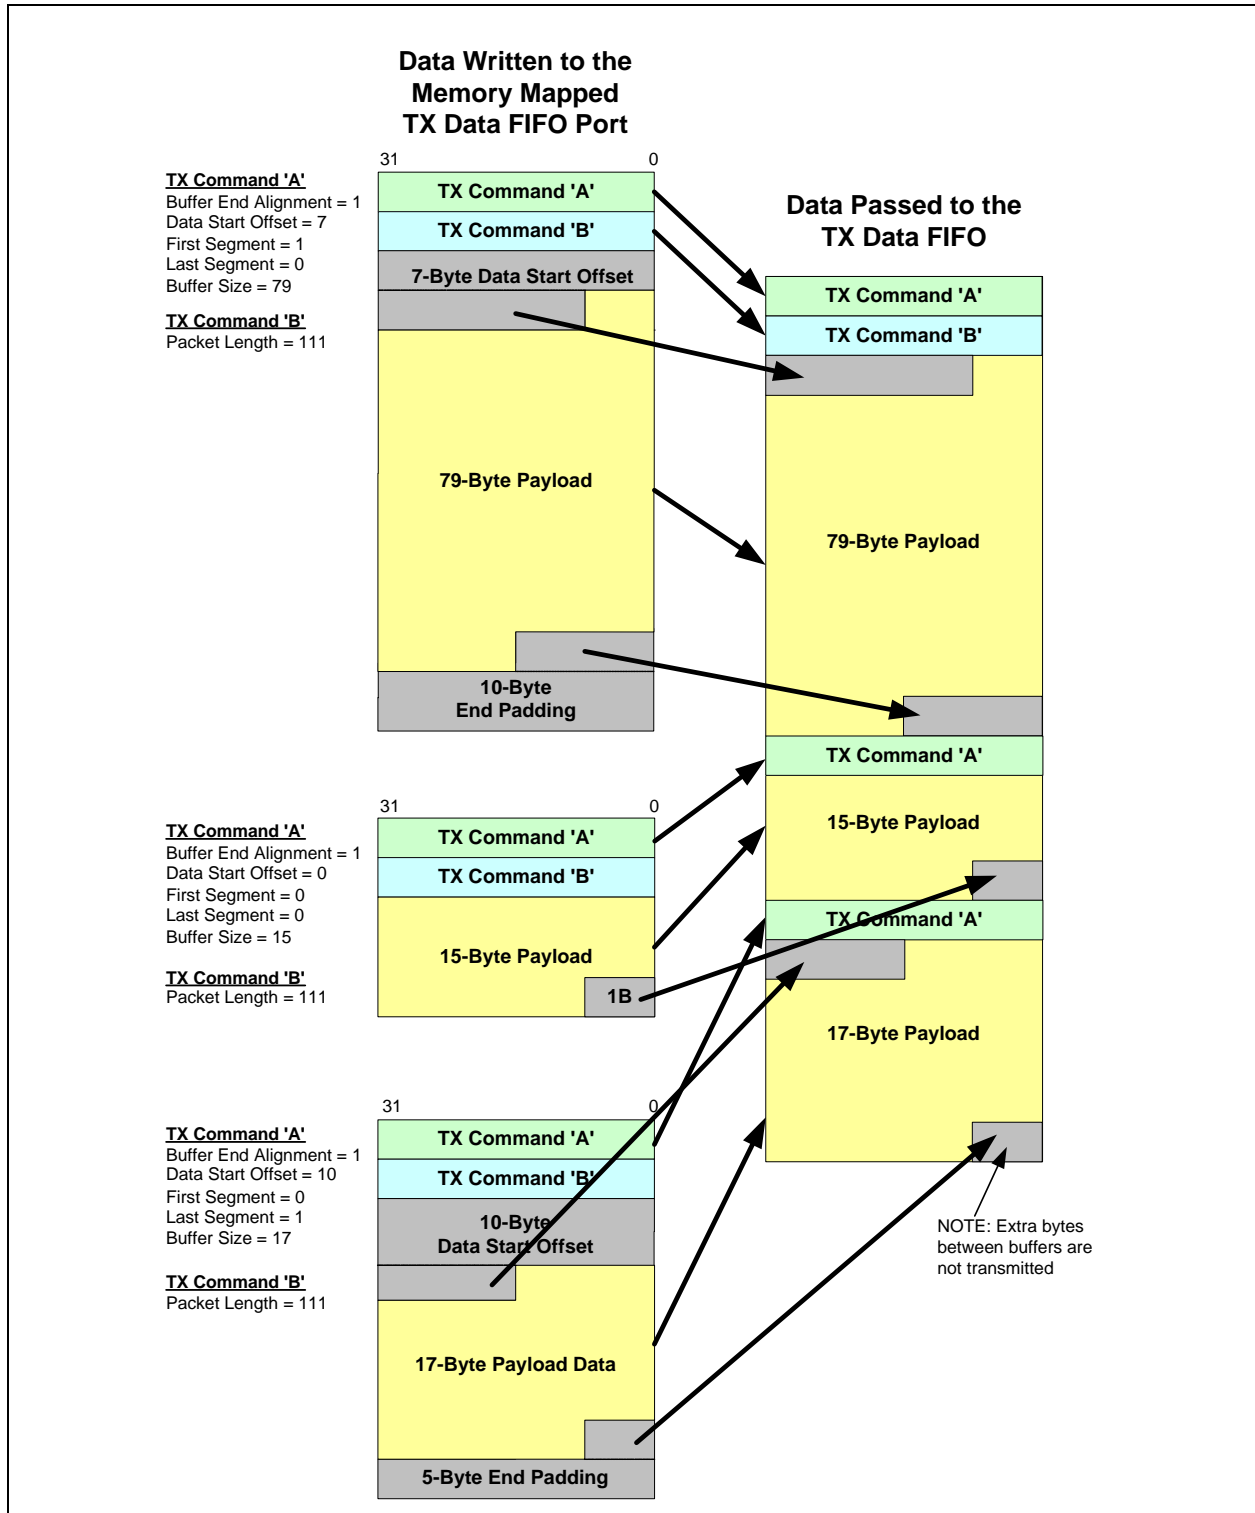 Data Written to the
Memory Mapped
TX Data FIFO Port
31
0
TX Command 'A'
Buffer End Alignment = 1
Data Start Offset = 7
First Segment = 1
Last Segment = 0
Buffer Size = 79
TX Command 'B'
Packet Length = 111
TX Command 'A'
TX Command 'B'
7-Byte Data Start Offset
79-Byte Payload
10-Byte
End Padding
Data Passed to the
TX Data FIFO
TX Command 'A'
TX Command 'B'
79-Byte Payload
TX Command 'A'
15-Byte Payload
TX Command 'A'
17-Byte Payload
NOTE: Extra bytes
between buffers are
not transmitted
31
0
TX Command 'A'
Buffer End Alignment = 1
Data Start Offset = 0
First Segment = 0
Last Segment = 0
Buffer Size = 15
TX Command 'B'
Packet Length = 111
TX Command 'A'
TX Command 'B'
15-Byte Payload
1B
31
0
TX Command 'A'
Buffer End Alignment = 1
Data Start Offset = 10
First Segment = 0
Last Segment = 1
Buffer Size = 17
TX Command 'B'
Packet Length = 111
TX Command 'A'
TX Command 'B'
10-Byte
Data Start Offset
17-Byte Payload Data
5-Byte End Padding